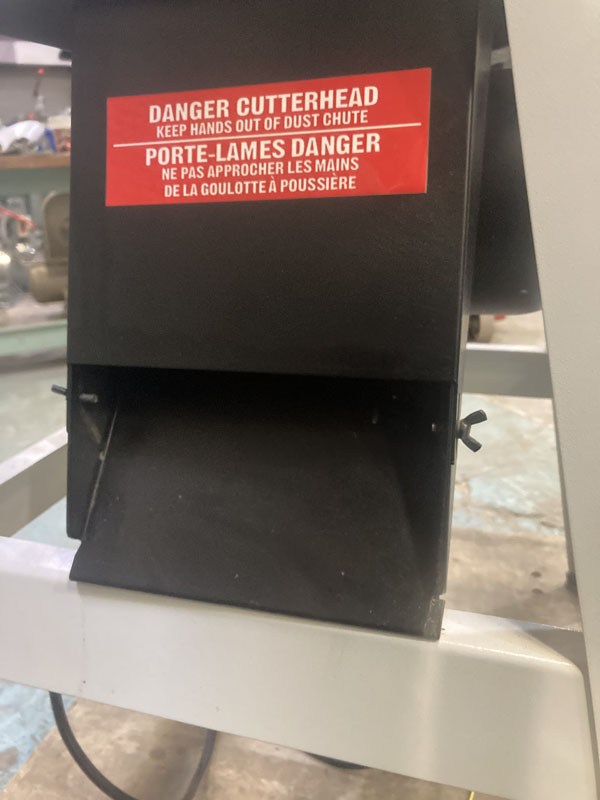 DANGER CUTTERHEAD
KEEP HANDS OUT OF DUST CHUTE
PORTE-LAMES DANGER
NE PAS APPROCHER LES MAINS
DE LA GOULOTTE À POUSSIÈRE